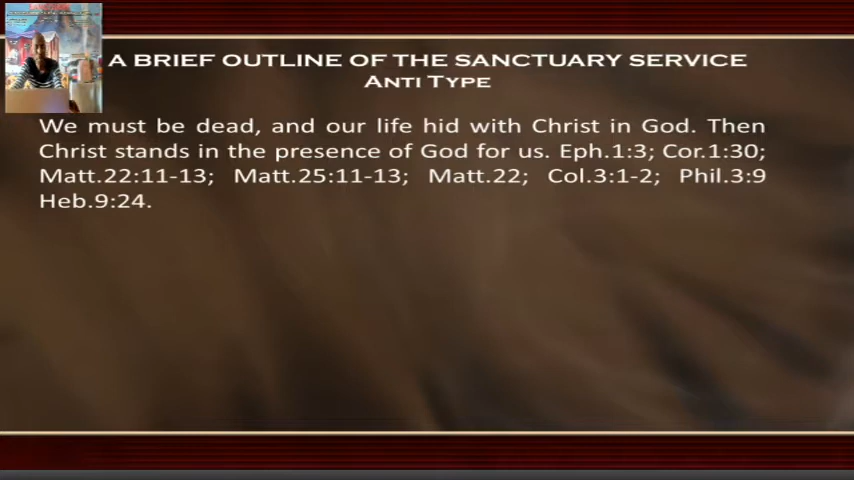 A BRIEF OUTLINE OF THE SANCTUARY SERVICE
ANTI TYPE
We must be dead, and our life hid with Christ in God. Then
Christ stands in the presence of God for us. Eph.1:3; Cor.1:30;
Matt.22:11-13; Matt.25:11-13; Matt.22; Col.3:1-2; Phil.3:9
Heb.9:24.